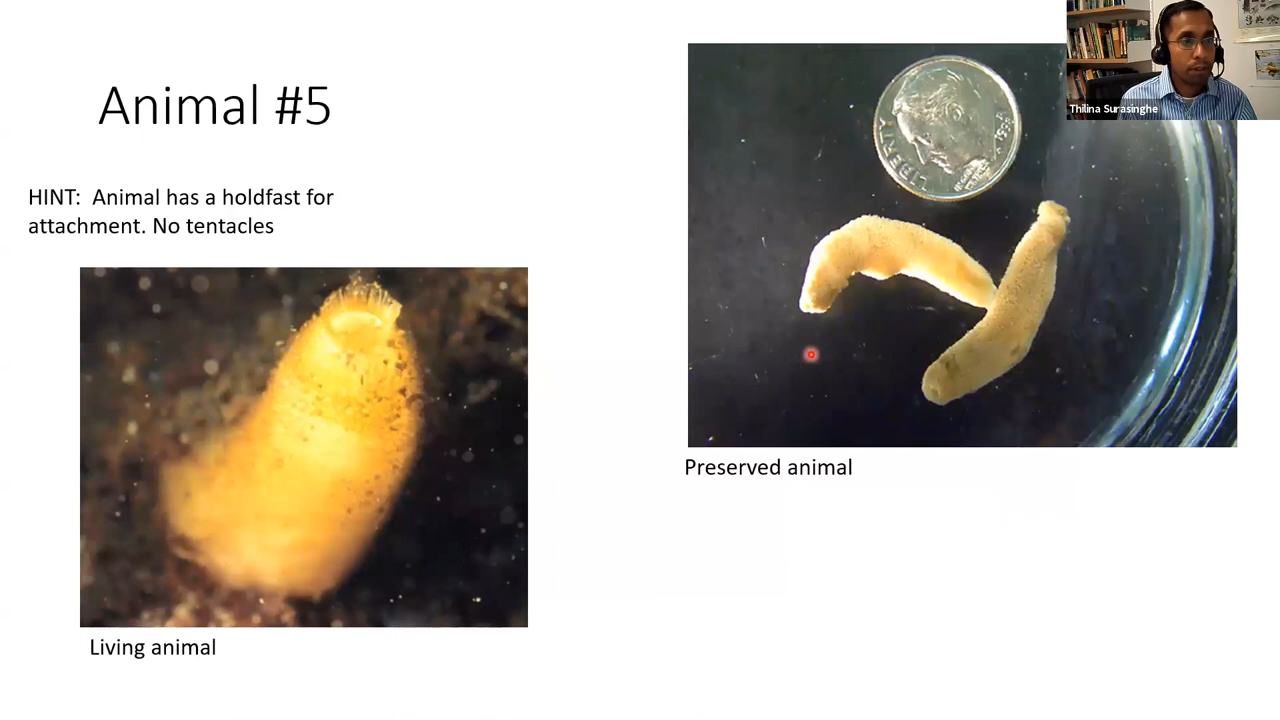 Animal #5
HINT: Animal has a holdfast for
attachment. No tentacles
Living animal
Preserved animal
Thilina Surasinghe
LIBERTY